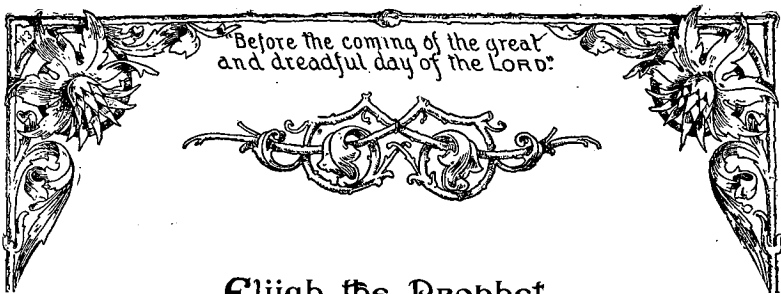 "Before the coming of the great
and dreadful day of the LORD."
Elijah the Prophet